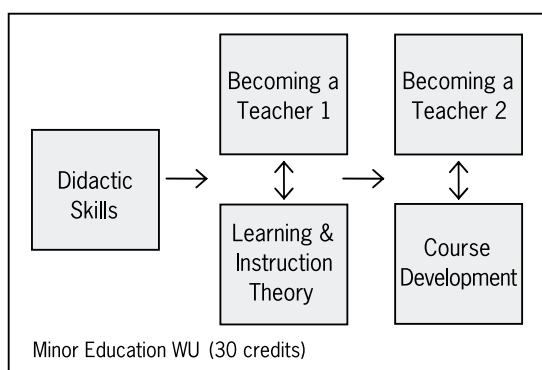 Didactic
Skills
Becoming a
Teacher 1
Learning &
Instruction
Theory
Becoming a
Teacher 2
Course
Development
Minor Education WU (30 credits)